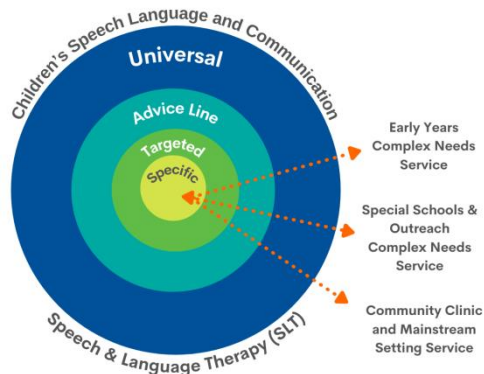 Children's Speech Language and Communication
Universal
Advice Line
Targeted
Specific
Speech & Language Therapy (SLT)
Early Years
Complex Needs
Service
Special Schools &
Outreach
Complex Needs
Service
Community Clinic
and Mainstream
Setting Service